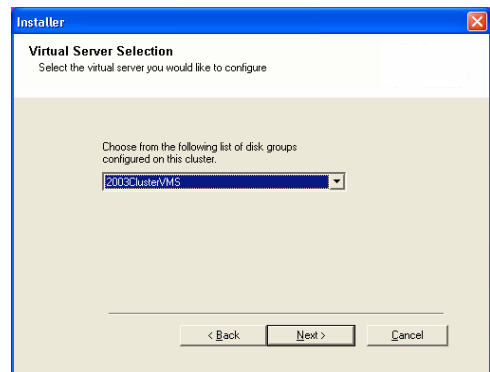 Installer
Virtual Server Selection
Select the virtual server you would like to configure
Choose from the following list of disk groups
configured on this cluster.
2003ClusterVMS
< Back
Next >
Cancel